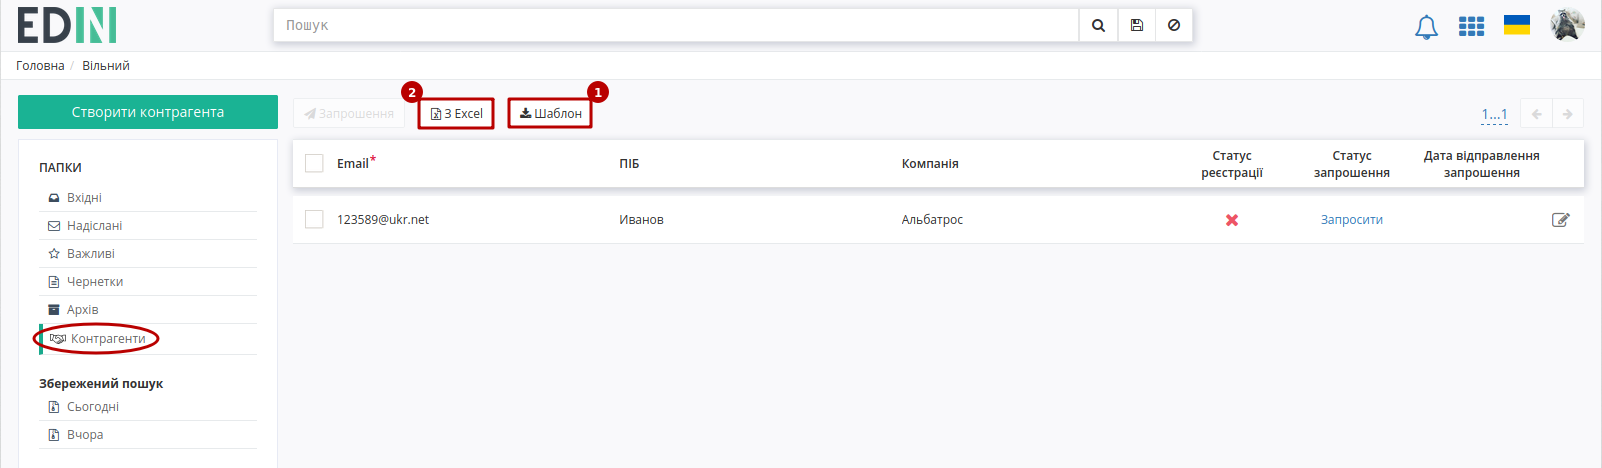 EDIN
Пошук
Головна / Вільний
Створити контрагента
Запрошення
2
З Excel
1
Шаблон
1...1
ПАПКИ
Вхідні
Надіслані
Важливі
Чернетки
Архів
Контрагенти
Збережений пошук
Сьогодні
Вчора
Email*
ПІБ
Компанія
Статус
реєстрації
Статус
запрошення
Дата відправлення
запрошення
123589@ukr.net
Иванов
Альбатрос
Запросити